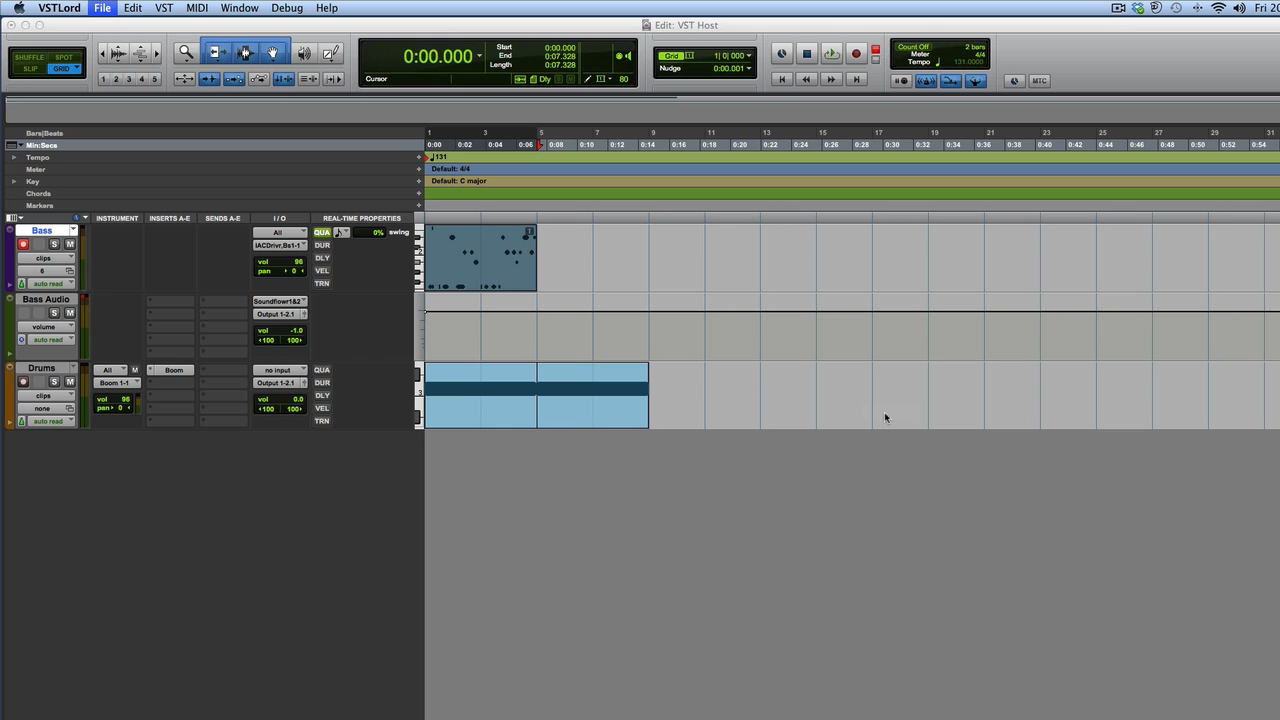 VSTLord File Edit VST MIDI Window Debug Help Fri 20
Edit: VST Host
SHUFFLE SPOT
SLIP GRID
1 2 3 4 5
0:00.000
Start 0:00.000
End 0:07.328
Length 0:07.328
Cursor Dly 80
Grid 1| 0| 000
Nudge 0:00.001
Count Off 2 bars
Meter 4/4
Tempo 131.0000
MTC
Bars|Beats 1 3 5 7 9 11 13 15 17 19 21 23 25 27 29 31
Min:Secs 0:00 0:02 0:04 0:06 0:08 0:10 0:12 0:14 0:16 0:18 0:20 0:22 0:24 0:26 0:28 0:30 0:32 0:34 0:36 0:38 0:40 0:42 0:44 0:46 0:48 0:50 0:52 0:54
Tempo 131
Meter Default: 4/4
Key Default: C major
Chords
Markers
INSTRUMENT INSERTS A-E SENDS A-E I / O REAL-TIME PROPERTIES
Bass All QUA 0% swing
S M IACDrivr,Bs1-1 DUR
clips DLY
6 vol 96 VEL
pan 0
auto read TRN
Bass Audio Soundflowr1&2
S M Output 1-2.1
volume vol -1.0
auto read ‹100 100›
Drums All M Boom no input QUA
S M Boom 1-1 Output 1-2.1 DUR
clips vol 96 vol 0.0 DLY
none pan 0 ‹100 100› VEL
auto read TRN